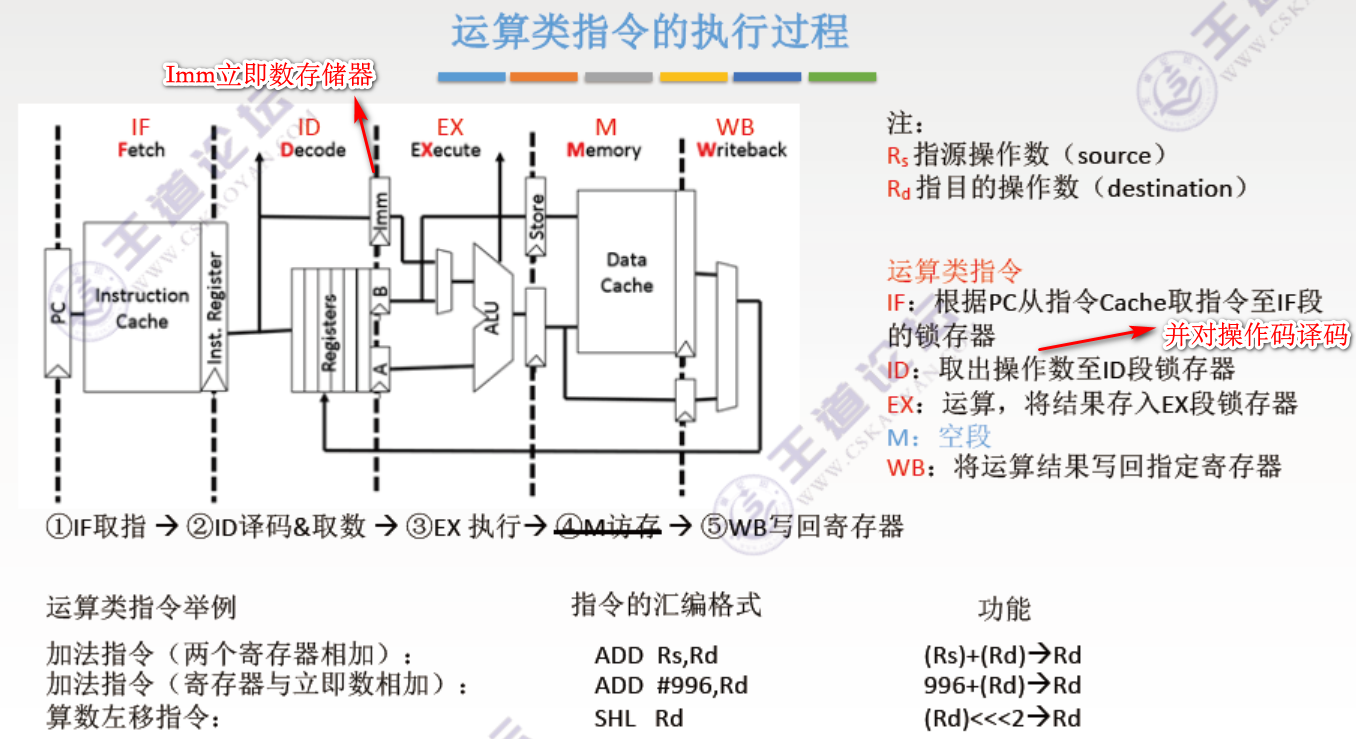 运算类指令的执行过程
Imm立即数存储器
IF ID EX M WB
Fetch Decode EXecute Memory Writeback
PC
Instruction Cache
Inst. Register
Registers
Imm
B
A
ALU
Store
Data Cache
注：
Rs 指源操作数（source）
Rd 指目的操作数（destination）
运算类指令
IF：根据PC从指令Cache取指令至IF段
的锁存器
并对操作码译码
ID：取出操作数至ID段锁存器
EX：运算，将结果存入EX段锁存器
M：空段
WB：将运算结果写回指定寄存器
①IF取指 → ②ID译码&取数 → ③EX 执行→ ④M访存 → ⑤WB写回寄存器
运算类指令举例 指令的汇编格式 功能
加法指令（两个寄存器相加）： ADD Rs,Rd (Rs)+(Rd)→Rd
加法指令（寄存器与立即数相加）： ADD #996,Rd 996+(Rd)→Rd
算数左移指令： SHL Rd (Rd)<<<2→Rd
王道论坛
WWW.CSKAOYAN.COM